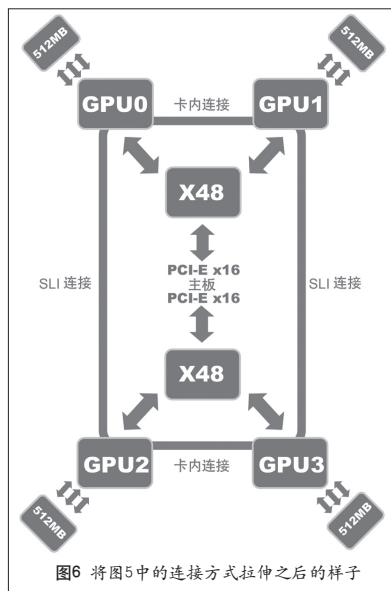 512MB
512MB
GPU0
卡内连接
GPU1
X48
PCI-E x16
SLI 连接
主板
SLI 连接
PCI-E x16
X48
GPU2
卡内连接
GPU3
512MB
512MB
图6 将图5中的连接方式拉伸之后的样子